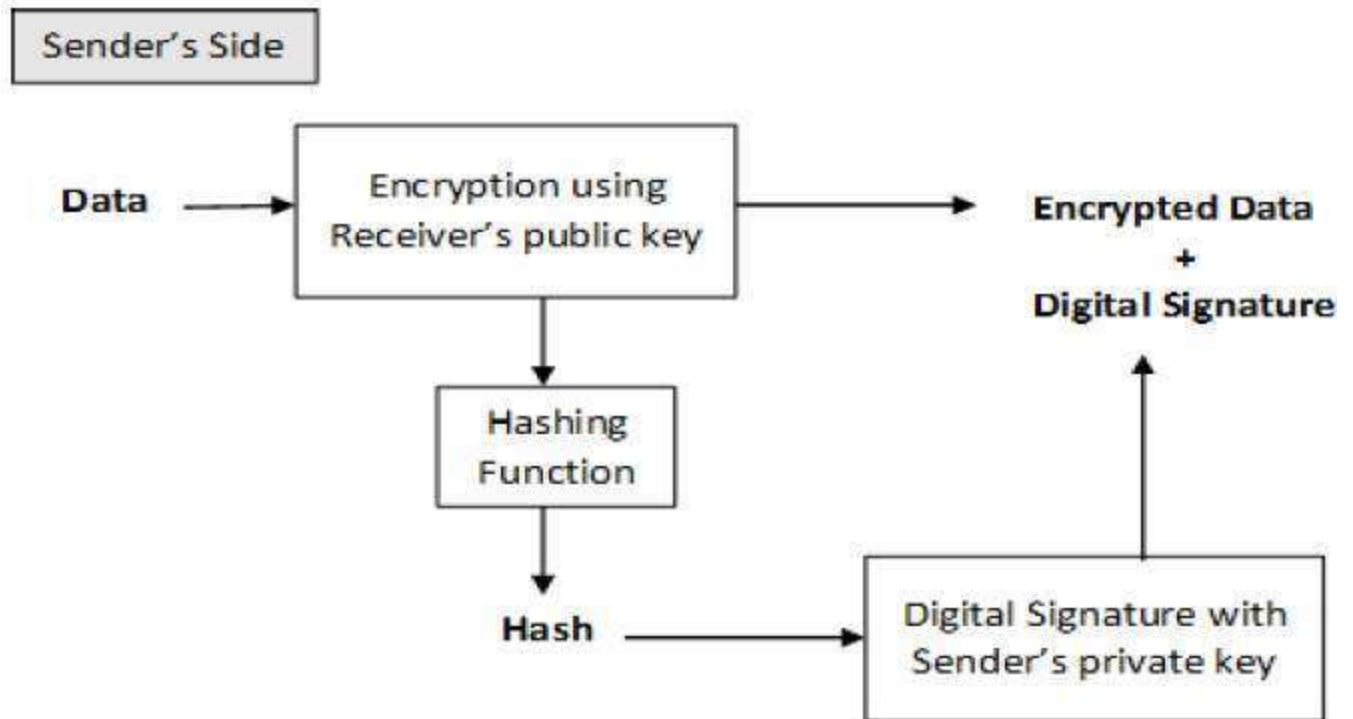 Sender's Side
Data
Encryption using
Receiver's public key
Encrypted Data
+
Digital Signature
Hashing
Function
Hash
Digital Signature with
Sender's private key